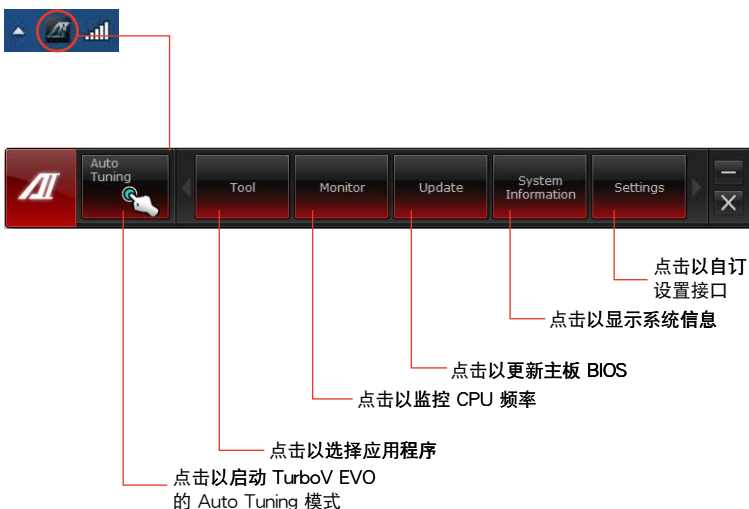 Auto
Tuning
Tool
Monitor
Update
System
Information
Settings
点击以自订
设置接口
点击以显示系统信息
点击以更新主板 BIOS
点击以监控 CPU 频率
点击以选择应用程序
点击以启动 TurboV EVO
的 Auto Tuning 模式